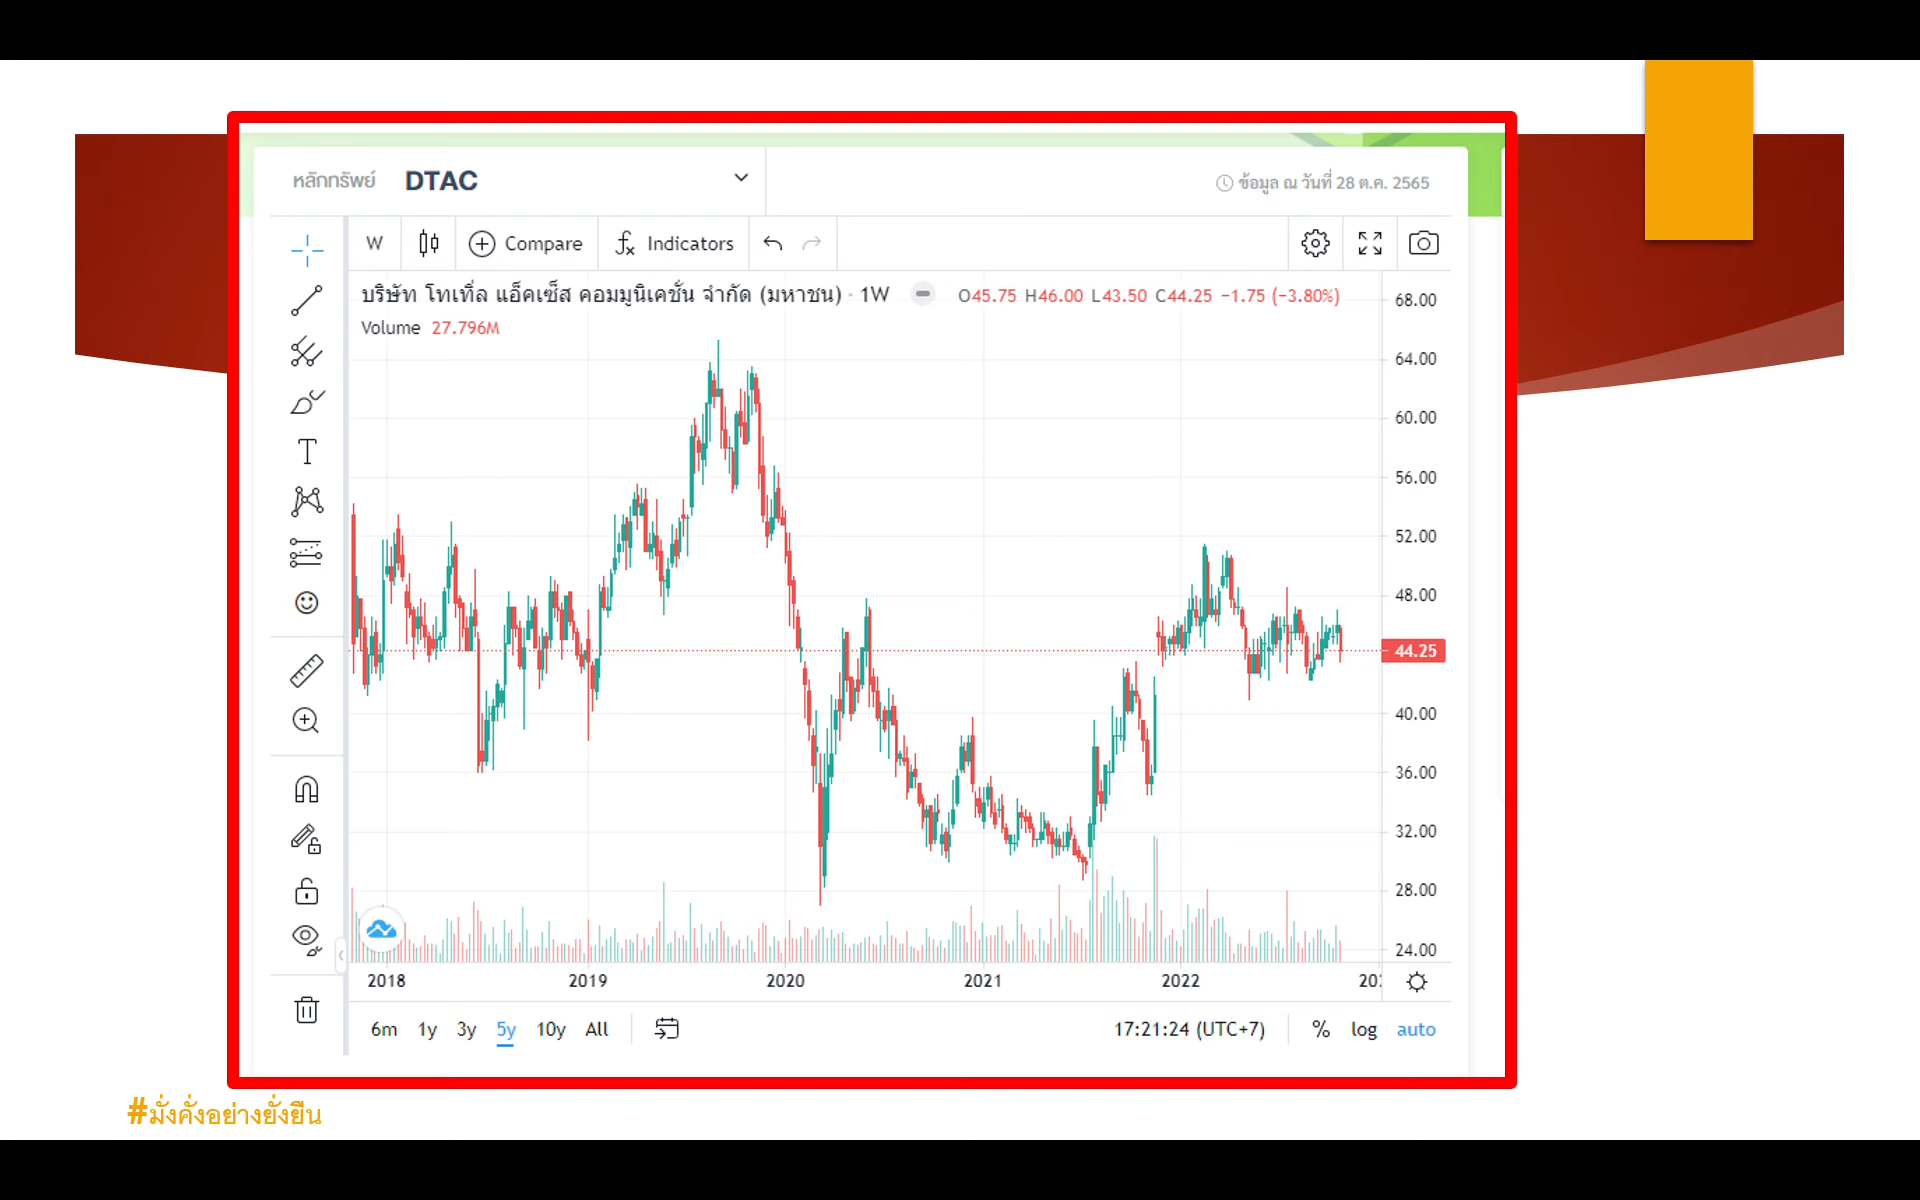 หลักทรัพย์ DTAC
ข้อมูล ณ วันที่ 28 ต.ค. 2565
W Compare Indicators
บริษัท โทเทิ่ล แอ็คเซ็ส คอมมูนิเคชั่น จำกัด (มหาชน) · 1W O45.75 H46.00 L43.50 C44.25 −1.75 (−3.80%)
Volume 27.796M
68.00
64.00
60.00
56.00
52.00
48.00
44.25
40.00
36.00
32.00
28.00
24.00
2018 2019 2020 2021 2022
6m 1y 3y 5y 10y All 17:21:24 (UTC+7) % log auto
#มั่งคั่งอย่างยั่งยืน